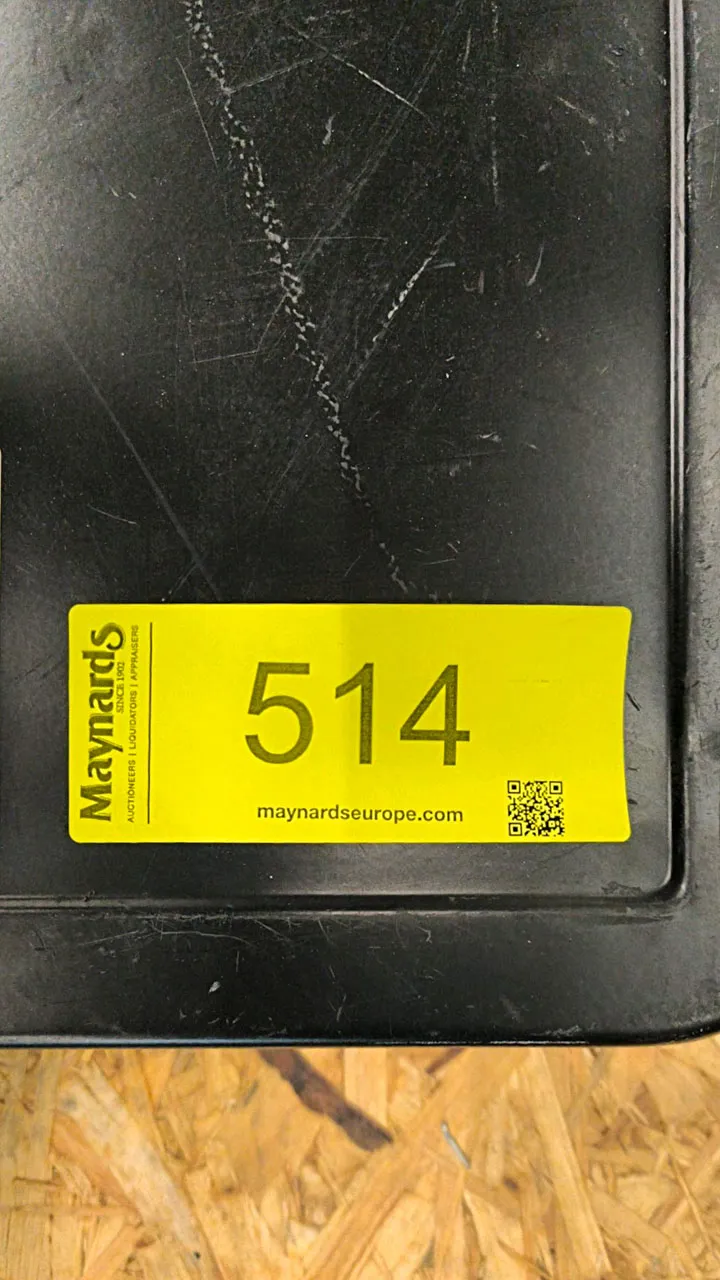 Maynards
SINCE 1902
AUCTIONEERS | LIQUIDATORS | APPRAISERS
514
maynardseurope.com